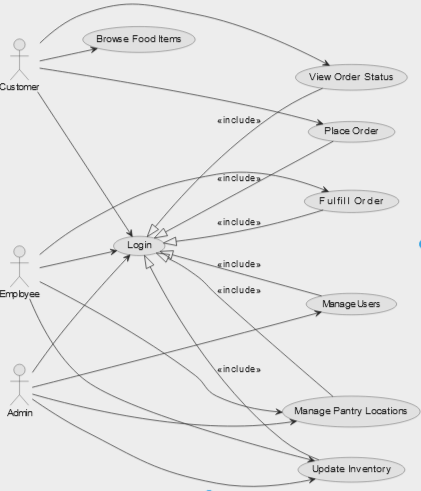 Browse Food Items
View Order Status
Customer
«include»
Place Order
«include»
Fulfill Order
«include»
Login
«include»
Employee
«include»
Manage Users
«include»
Admin
Manage Pantry Locations
Update Inventory